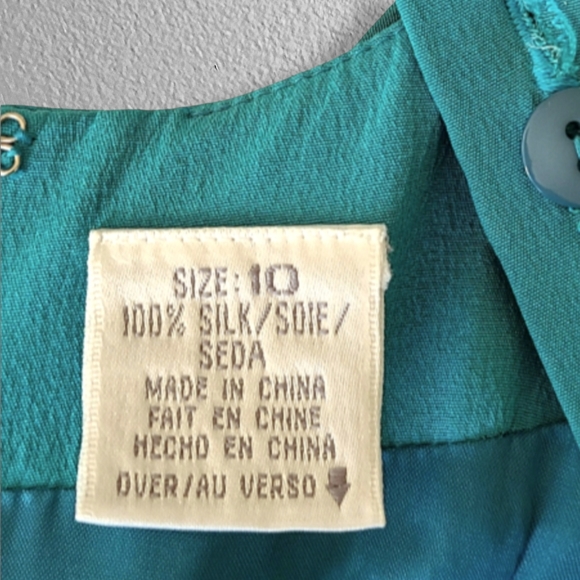 SIZE: 10
100% SILK/SOIE/
SEDA
MADE IN CHINA
FAIT EN CHINE
HECHO EN CHINA
OVER/AU VERSO